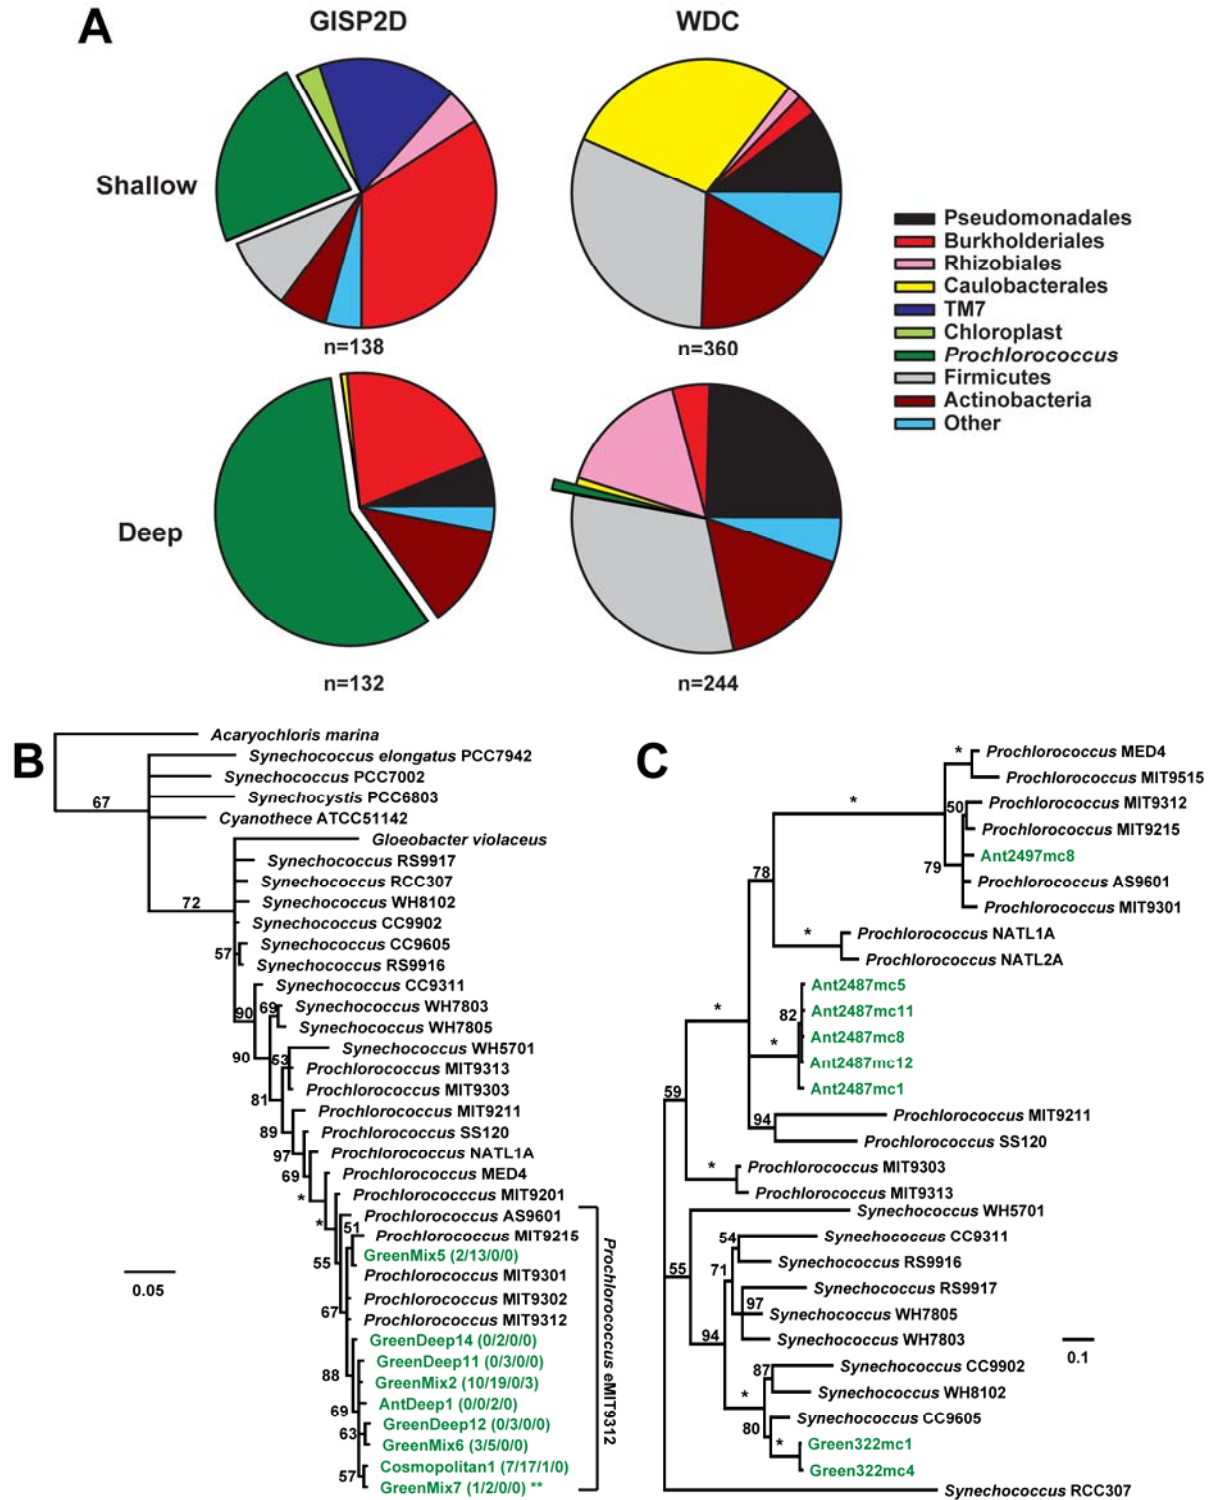 A
GISP2D
WDC
Shallow
n=138
n=360
Pseudomonadales
Burkholderiales
Rhizobiales
Caulobacterales
TM7
Chloroplast
Prochlorococcus
Firmicutes
Actinobacteria
Other
Deep
n=132
n=244
B
Acaryochloris marina
Synechococcus elongatus PCC7942
Synechococcus PCC7002
Synechocystis PCC6803
67
Cyanothece ATCC51142
Gloeobacter violaceus
Synechococcus RS9917
Synechococcus RCC307
72
Synechococcus WH8102
Synechococcus CC9902
Synechococcus CC9605
57
Synechococcus RS9916
Synechococcus CC9311
90
69
Synechococcus WH7803
Synechococcus WH7805
Synechococcus WH5701
90
53
Prochlorococcus MIT9313
Prochlorococcus MIT9303
81
Prochlorococcus MIT9211
89
Prochlorococcus SS120
97
Prochlorococcus NATL1A
69
Prochlorococcus MED4
*
Prochlorocccus MIT9201
*
Prochlorococcus AS9601
51
Prochlorococcus MIT9215
55
GreenMix5 (2/13/0/0)
Prochlorococcus MIT9301
Prochlorococcus MIT9302
67
Prochlorococcus MIT9312
GreenDeep14 (0/2/0/0)
GreenDeep11 (0/3/0/0)
88
GreenMix2 (10/19/0/3)
AntDeep1 (0/0/2/0)
69
GreenDeep12 (0/3/0/0)
63
GreenMix6 (3/5/0/0)
Cosmopolitan1 (7/17/1/0)
57
GreenMix7 (1/2/0/0) **
Prochlorococcus eMIT9312
0.05
C
*
Prochlorococcus MED4
Prochlorococcus MIT9515
*
50
Prochlorococcus MIT9312
Prochlorococcus MIT9215
Ant2497mc8
79
78
Prochlorococcus AS9601
Prochlorococcus MIT9301
*
Prochlorococcus NATL1A
Prochlorococcus NATL2A
Ant2487mc5
*
82
Ant2487mc11
Ant2487mc8
*
Ant2487mc12
Ant2487mc1
59
94
Prochlorococcus MIT9211
Prochlorococcus SS120
*
Prochlorococcus MIT9303
Prochlorococcus MIT9313
Synechococcus WH5701
54
Synechococcus CC9311
71
Synechococcus RS9916
55
Synechococcus RS9917
97
Synechococcus WH7805
94
Synechococcus WH7803
87
Synechococcus CC9902
*
Synechococcus WH8102
Synechococcus CC9605
80
*
Green322mc1
Green322mc4
Synechococcus RCC307
0.1